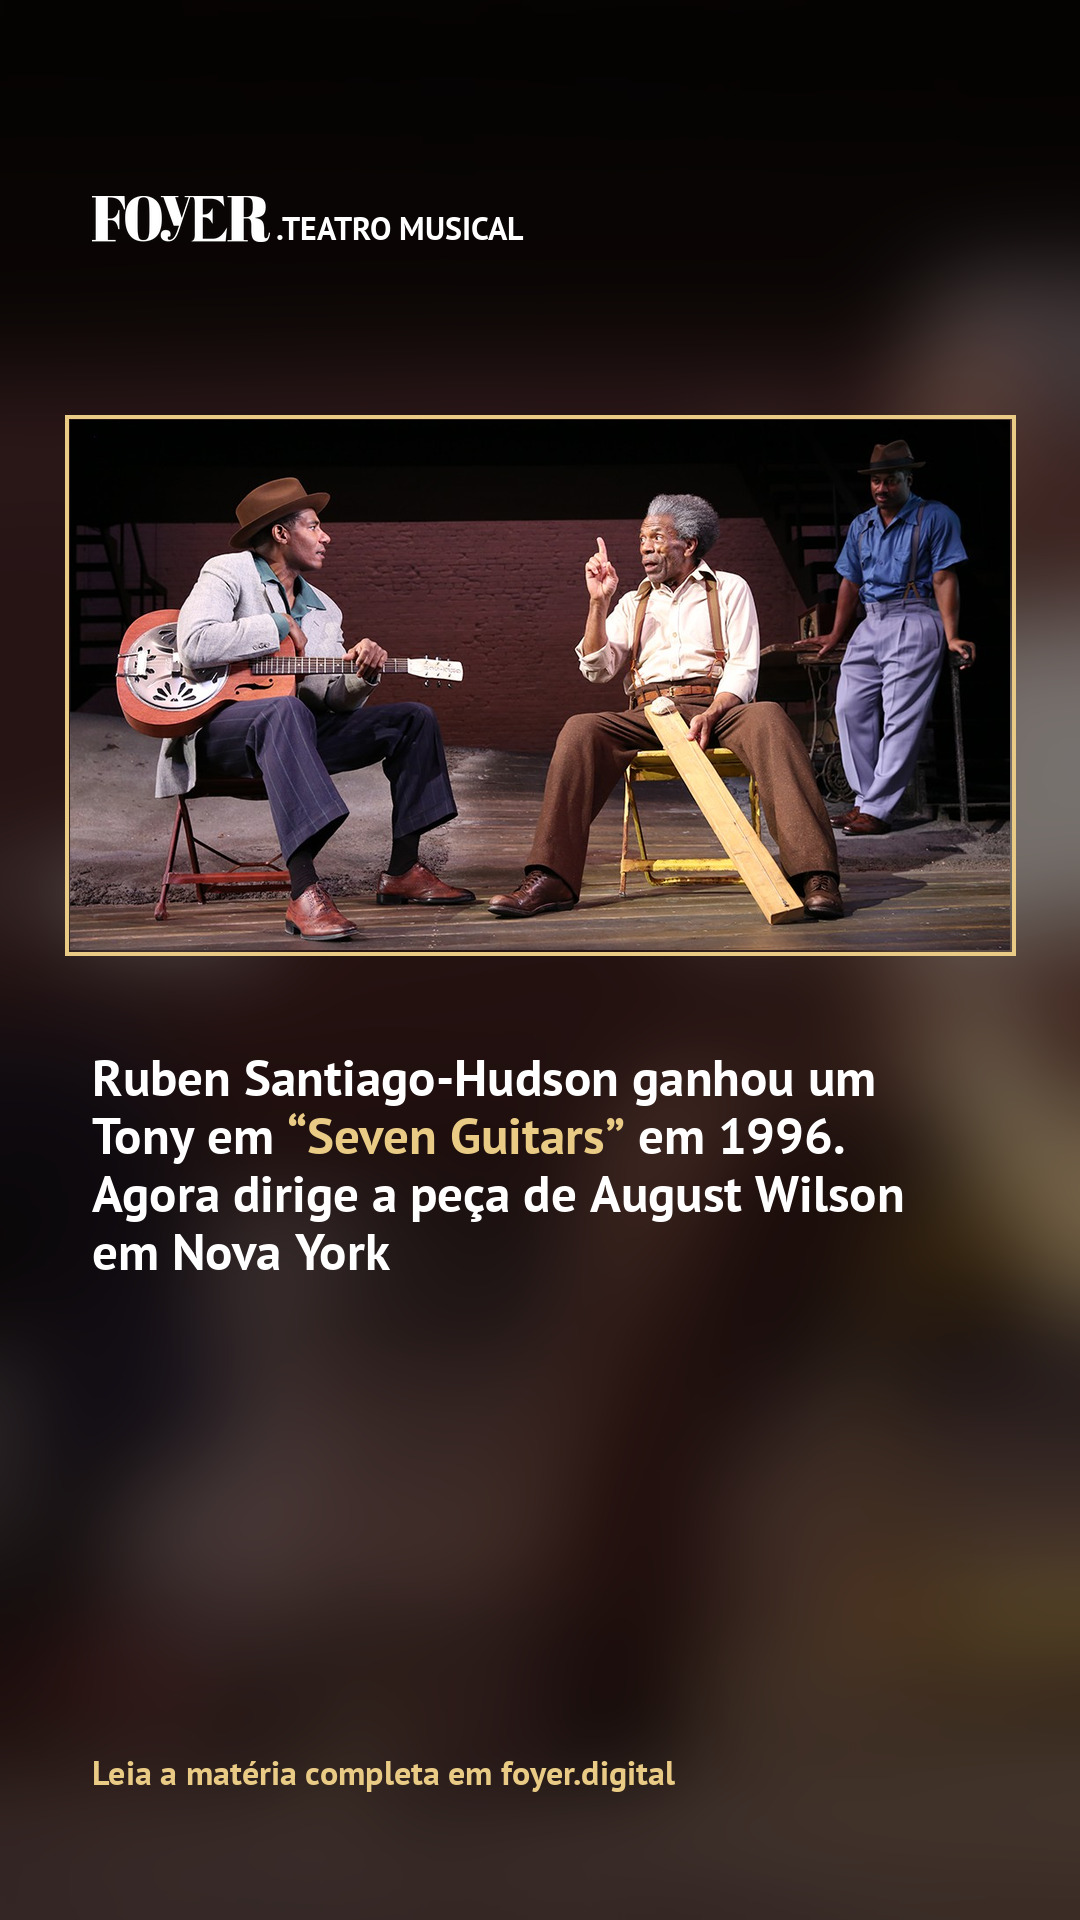 FOYER .TEATRO MUSICAL
Ruben Santiago-Hudson ganhou um
Tony em “Seven Guitars” em 1996.
Agora dirige a peça de August Wilson
em Nova York
Leia a matéria completa em foyer.digital